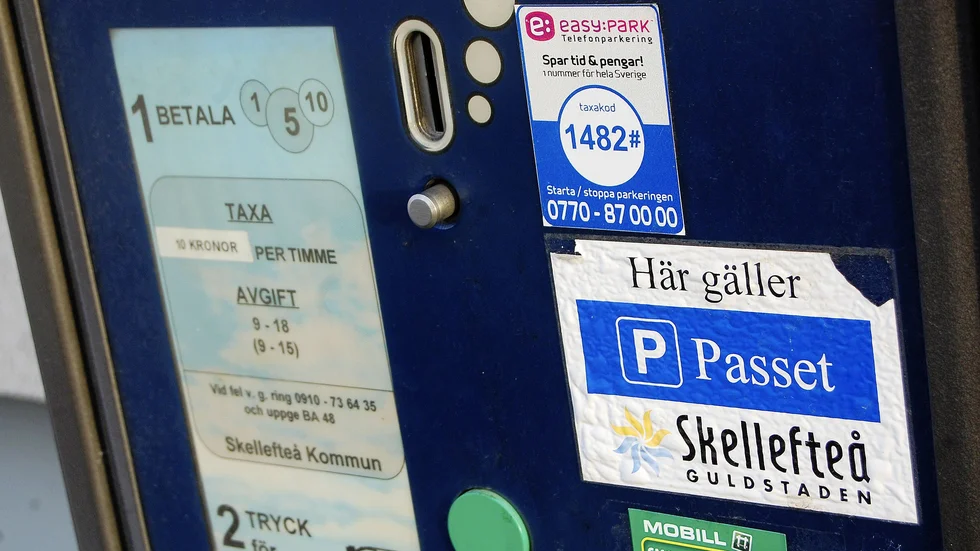 1 BETALA 1 5 10
TAXA
10 KRONOR PER TIMME
AVGIFT
9 - 18
(9 - 15)
Vid fel v. g. ring 0910 - 73 64 35
och uppge BA 48
Skellefteå Kommun
2 TRYCK
för
e: easy:PARK
Telefonparkering
Spar tid & pengar!
1 nummer för hela Sverige
taxakod
1482#
Starta / stoppa parkeringen
0770 - 87 00 00
Här gäller
P Passet
Skellefteå
GULDSTADEN
MOBILL